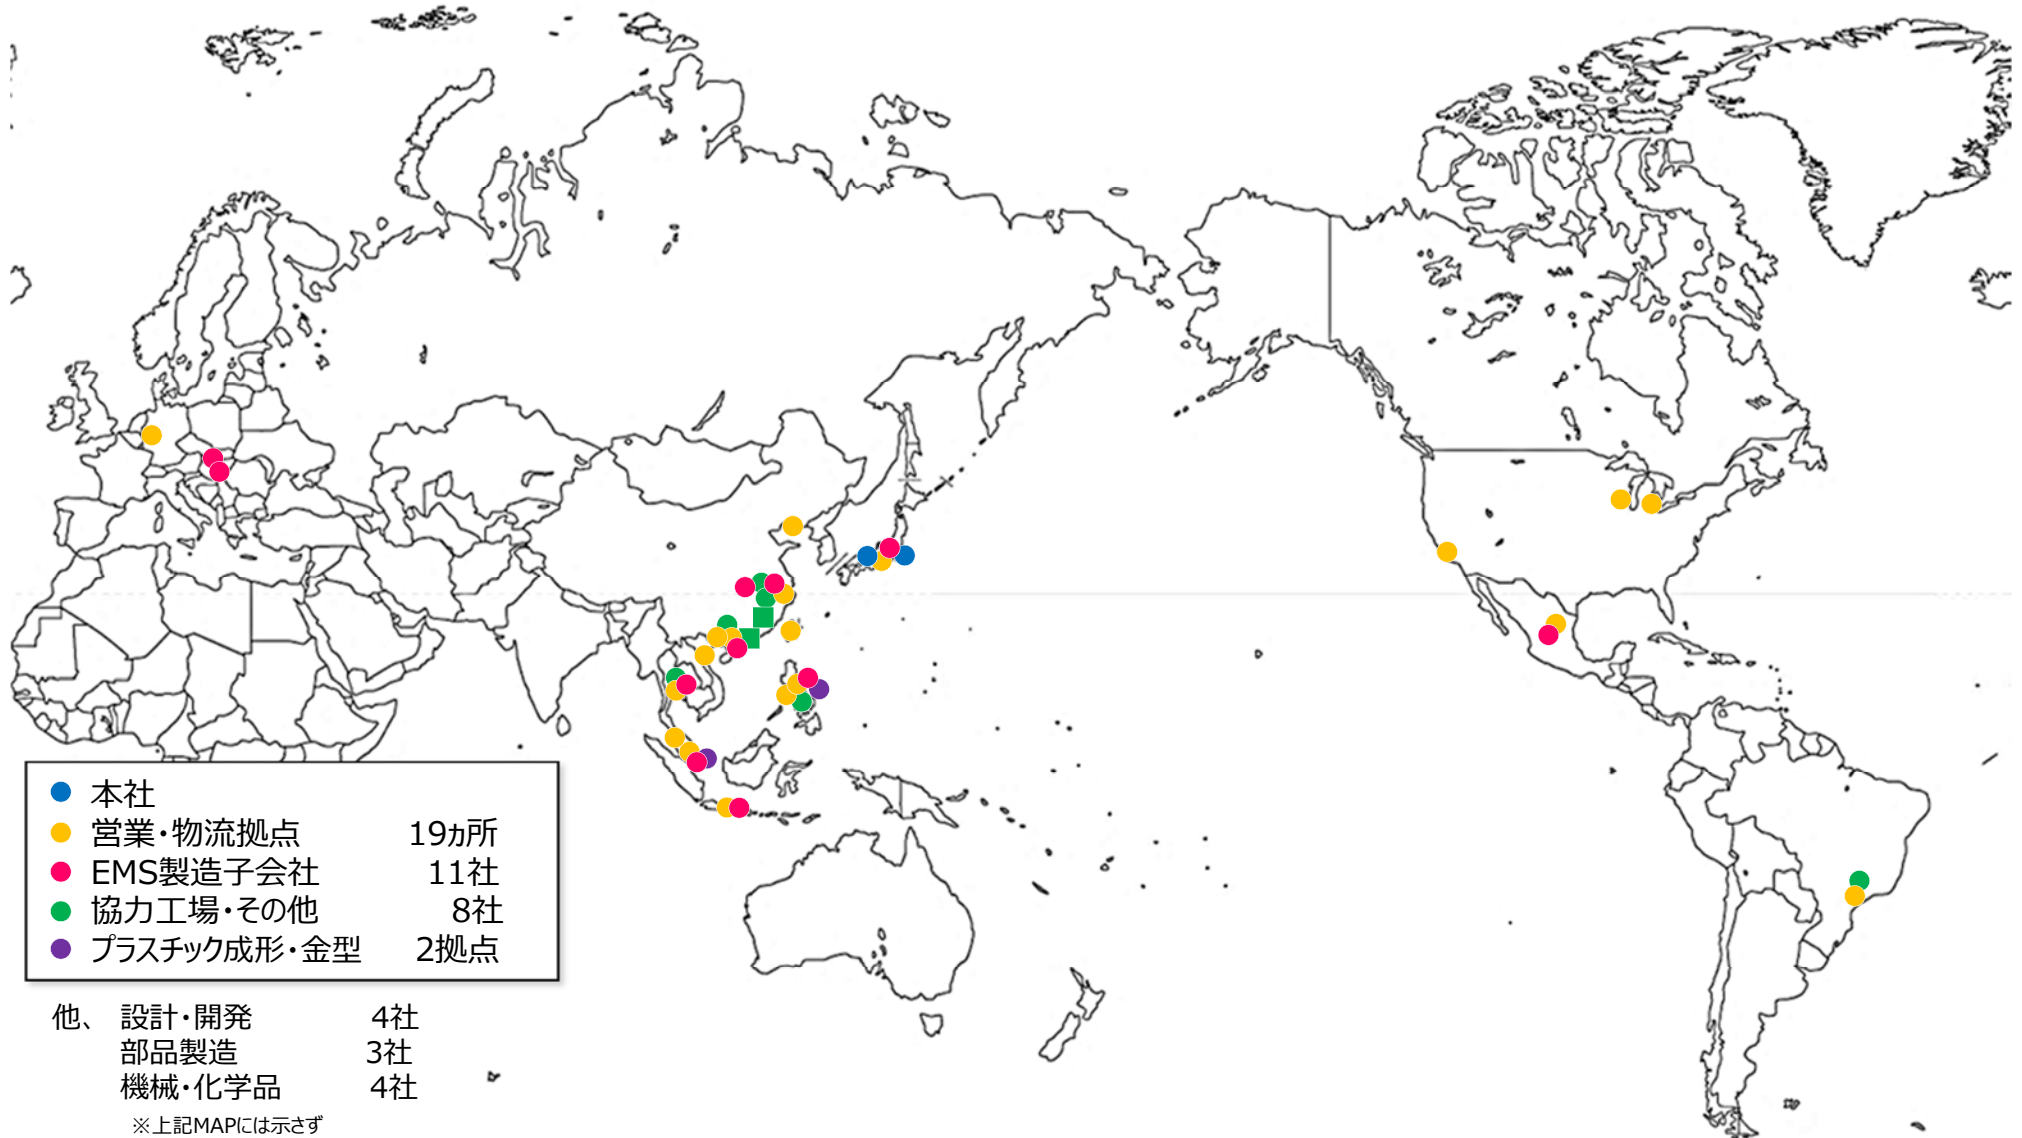 本社
営業・物流拠点 19ヵ所
EMS製造子会社 11社
協力工場・その他 8社
プラスチック成形・金型 2拠点
他、 設計・開発 4社
部品製造 3社
機械・化学品 4社
※上記MAPには示さず